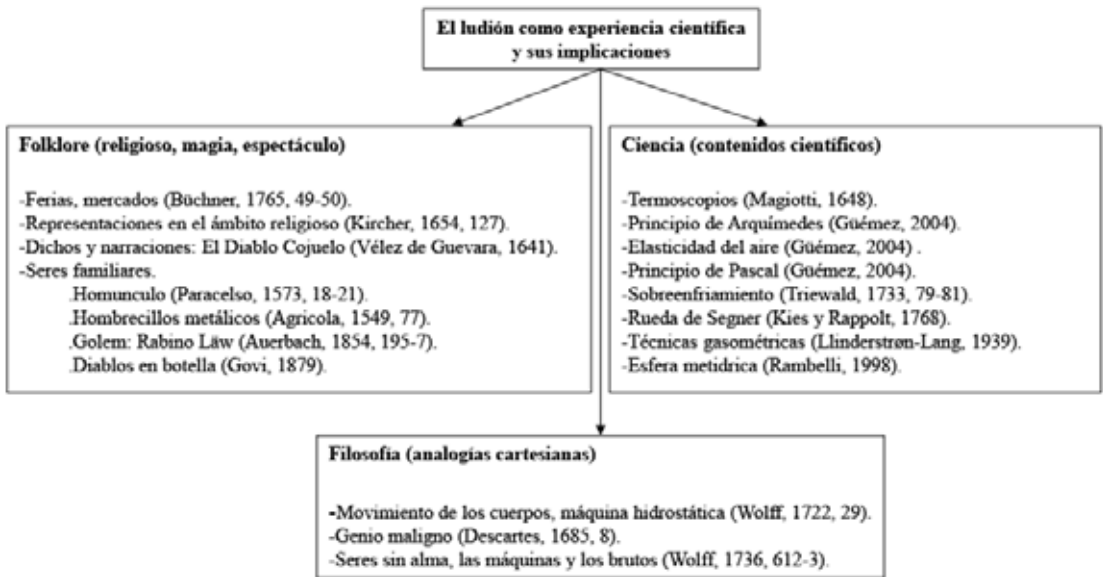 El ludión como experiencia científica
y sus implicaciones
Folklore (religioso, magia, espectáculo)
-Ferias, mercados (Büchner, 1765, 49-50).
-Representaciones en el ámbito religioso (Kircher, 1654, 127).
-Dichos y narraciones: El Diablo Cojuelo (Vélez de Guevara, 1641).
-Seres familiares.
.Homunculo (Paracelso, 1573, 18-21).
.Hombrecillos metálicos (Agricola, 1549, 77).
.Golem: Rabino Läw (Auerbach, 1854, 195-7).
.Diablos en botella (Govi, 1879).
Ciencia (contenidos científicos)
-Termoscopios (Magiotti, 1648).
-Principio de Arquímedes (Güémez, 2004).
-Elasticidad del aire (Güémez, 2004) .
-Principio de Pascal (Güémez, 2004).
-Sobreenfriamiento (Triewald, 1733, 79-81).
-Rueda de Segner (Kies y Rappolt, 1768).
-Técnicas gasométricas (Llinderstrøn-Lang, 1939).
-Esfera metidrica (Rambelli, 1998).
Filosofía (analogías cartesianas)
-Movimiento de los cuerpos, máquina hidrostática (Wolff, 1722, 29).
-Genio maligno (Descartes, 1685, 8).
-Seres sin alma, las máquinas y los brutos (Wolff, 1736, 612-3).